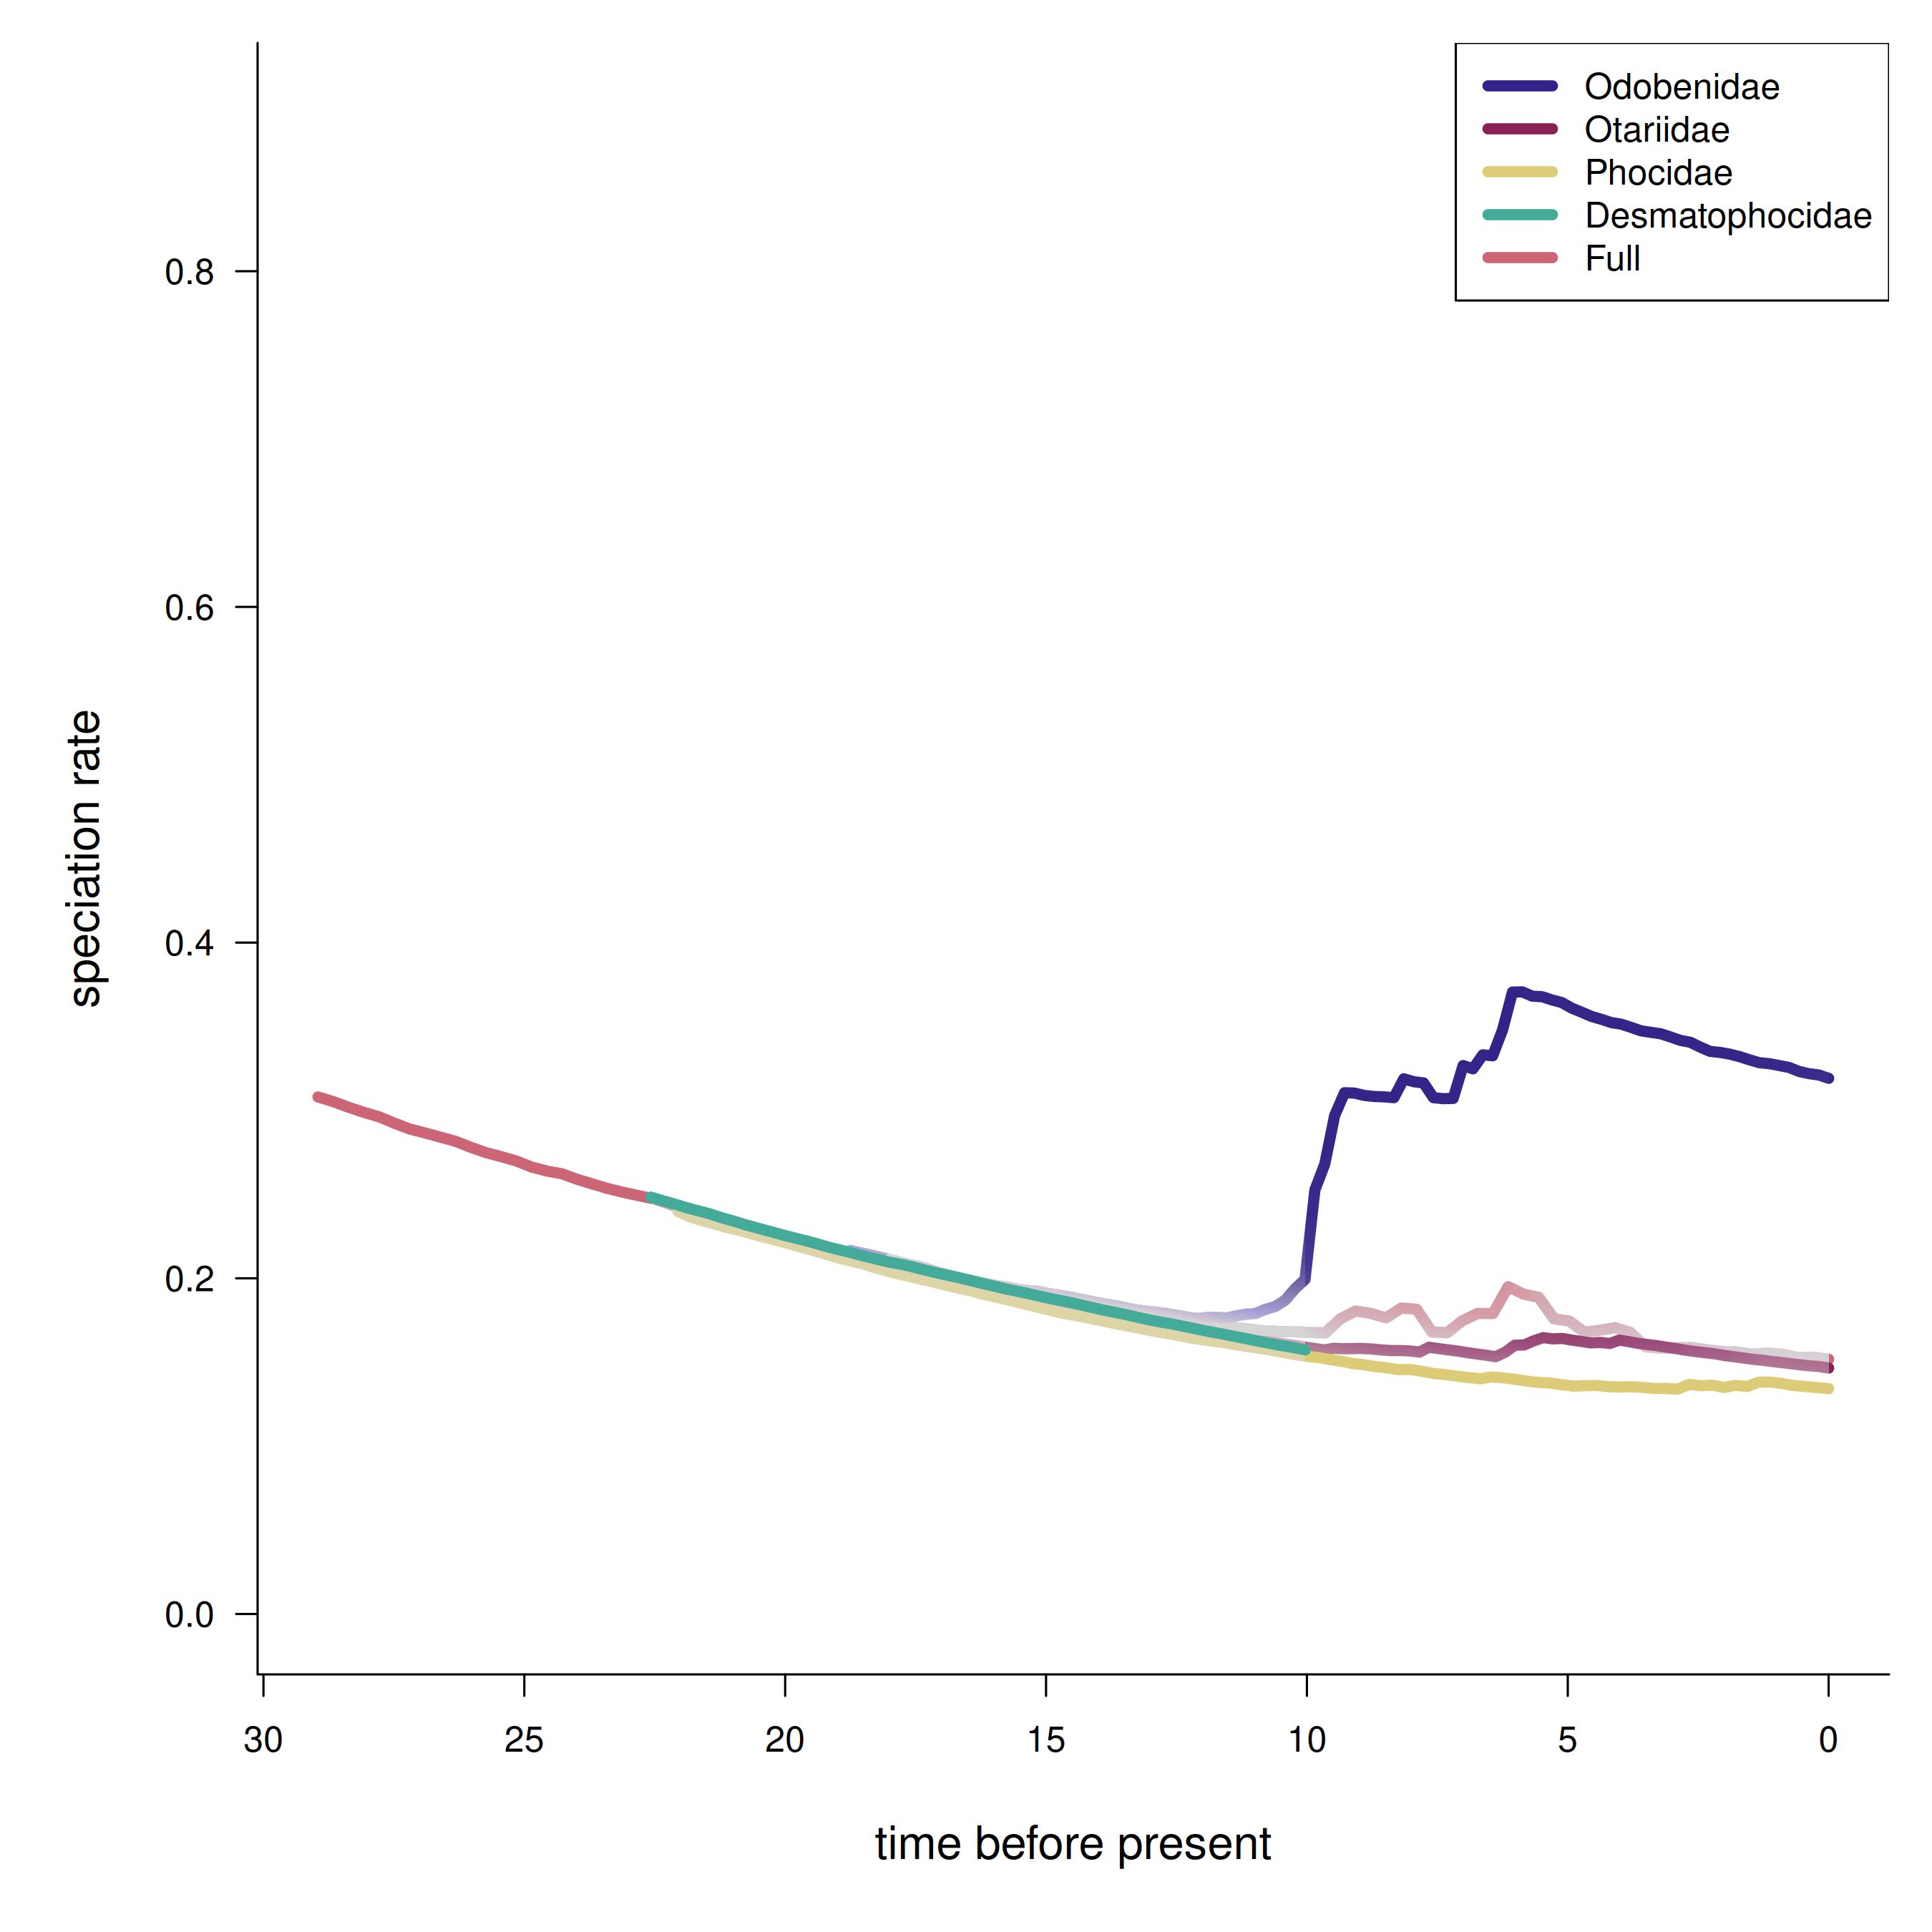 Odobenidae
Otariidae
Phocidae
Desmatophocidae
Full
0.8
0.6
0.4
0.2
0.0
speciation rate
30 25 20 15 10 5 0
time before present